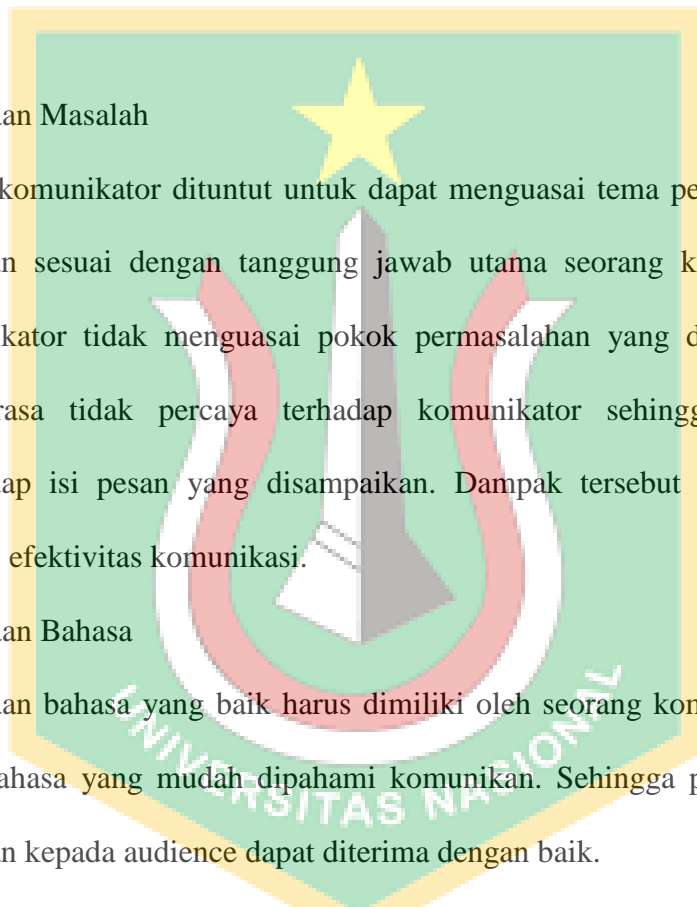 an Masalah
komunikator dituntut untuk dapat menguasai tema pe
n sesuai dengan tanggung jawab utama seorang k
kator tidak menguasai pokok permasalahan yang d
rasa tidak percaya terhadap komunikator sehingg
ap isi pesan yang disampaikan. Dampak tersebut
efektivitas komunikasi.
an Bahasa
an bahasa yang baik harus dimiliki oleh seorang kom
ahasa yang mudah dipahami komunikan. Sehingga p
n kepada audience dapat diterima dengan baik.
UNIVERSITAS NASIONAL